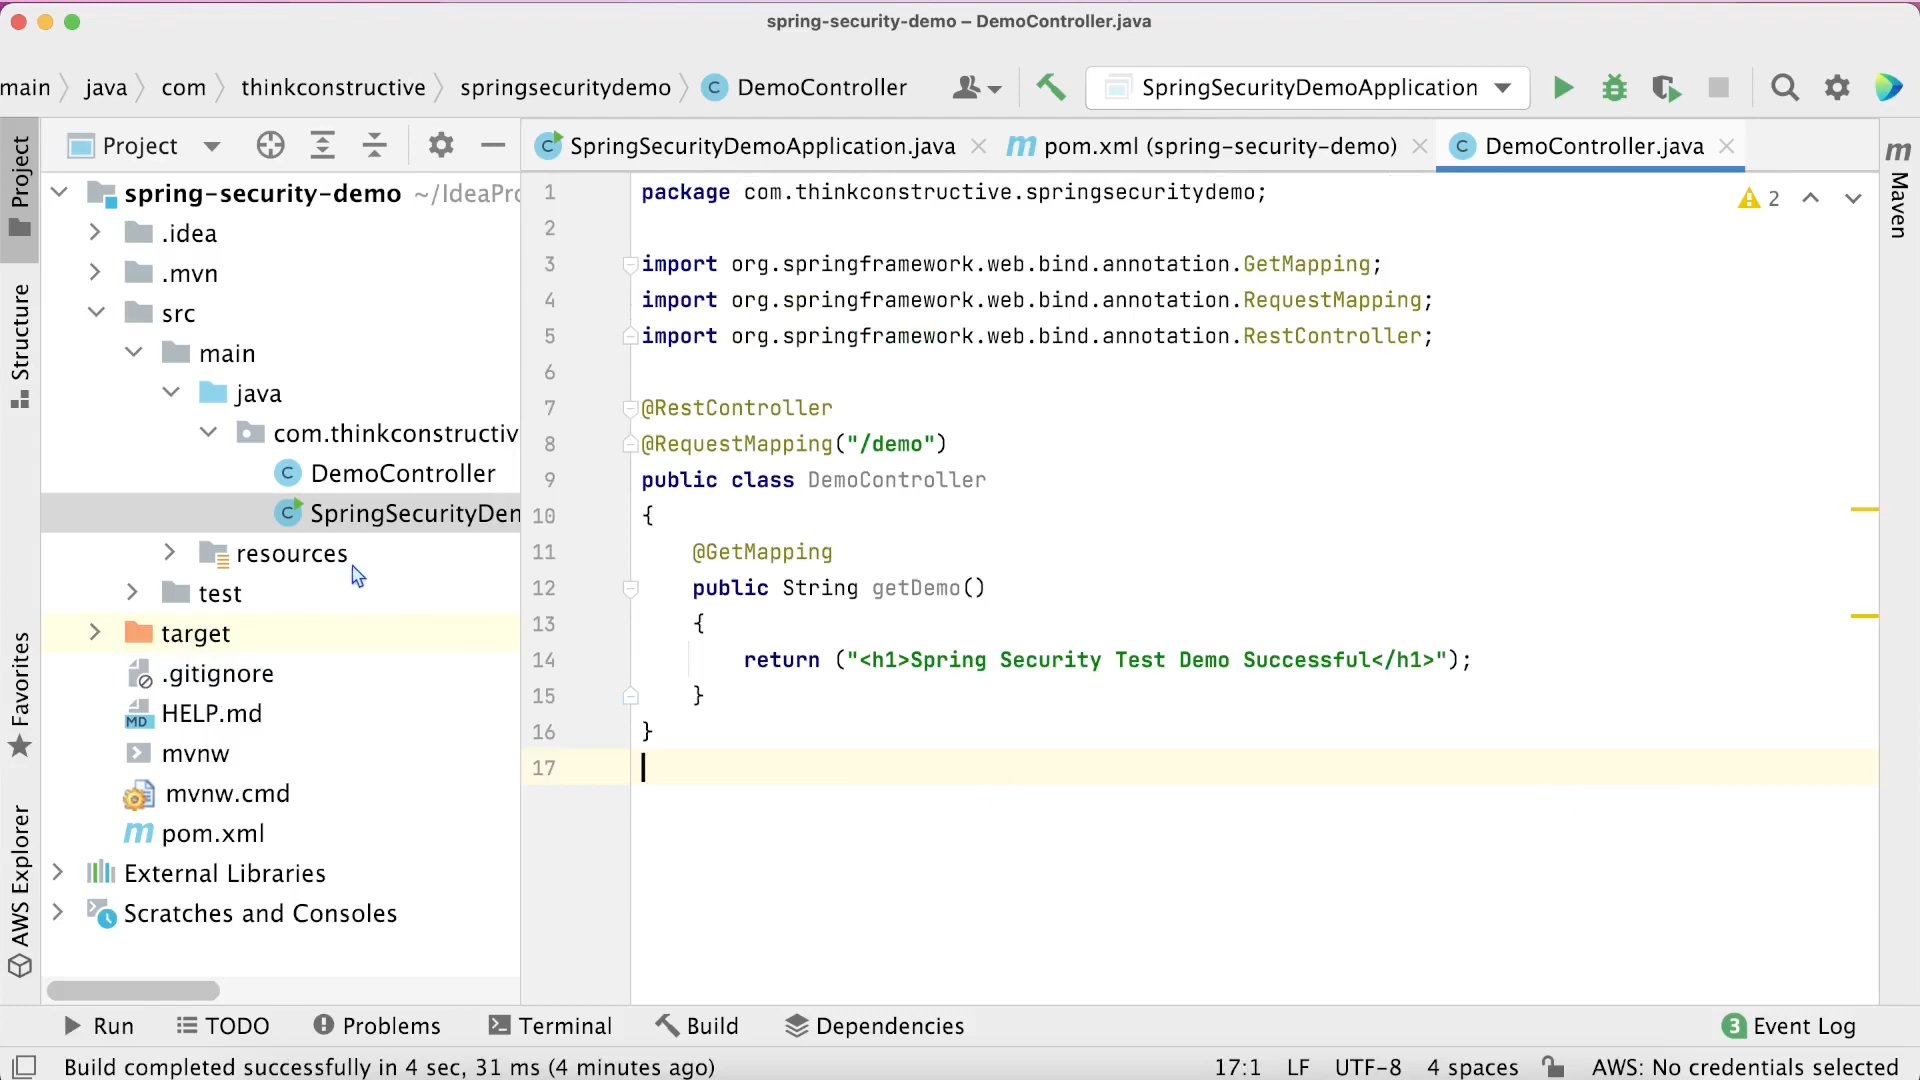 spring-security-demo – DemoController.java
main java com thinkconstructive springsecuritydemo C DemoController SpringSecurityDemoApplication
Project
SpringSecurityDemoApplication.java
pom.xml (spring-security-demo)
DemoController.java
Project
Structure
Favorites
AWS Explorer
spring-security-demo ~/IdeaPro
.idea
.mvn
src
main
java
com.thinkconstructiv
DemoController
SpringSecurityDem
resources
test
target
.gitignore
HELP.md
mvnw
mvnw.cmd
pom.xml
External Libraries
Scratches and Consoles
1 package com.thinkconstructive.springsecuritydemo;
2
3 import org.springframework.web.bind.annotation.GetMapping;
4 import org.springframework.web.bind.annotation.RequestMapping;
5 import org.springframework.web.bind.annotation.RestController;
6
7 @RestController
8 @RequestMapping("/demo")
9 public class DemoController
10 {
11 @GetMapping
12 public String getDemo()
13 {
14 return ("<h1>Spring Security Test Demo Successful</h1>");
15 }
16 }
17
2
Maven
Run TODO Problems Terminal Build Dependencies 3 Event Log
Build completed successfully in 4 sec, 31 ms (4 minutes ago) 17:1 LF UTF-8 4 spaces AWS: No credentials selected